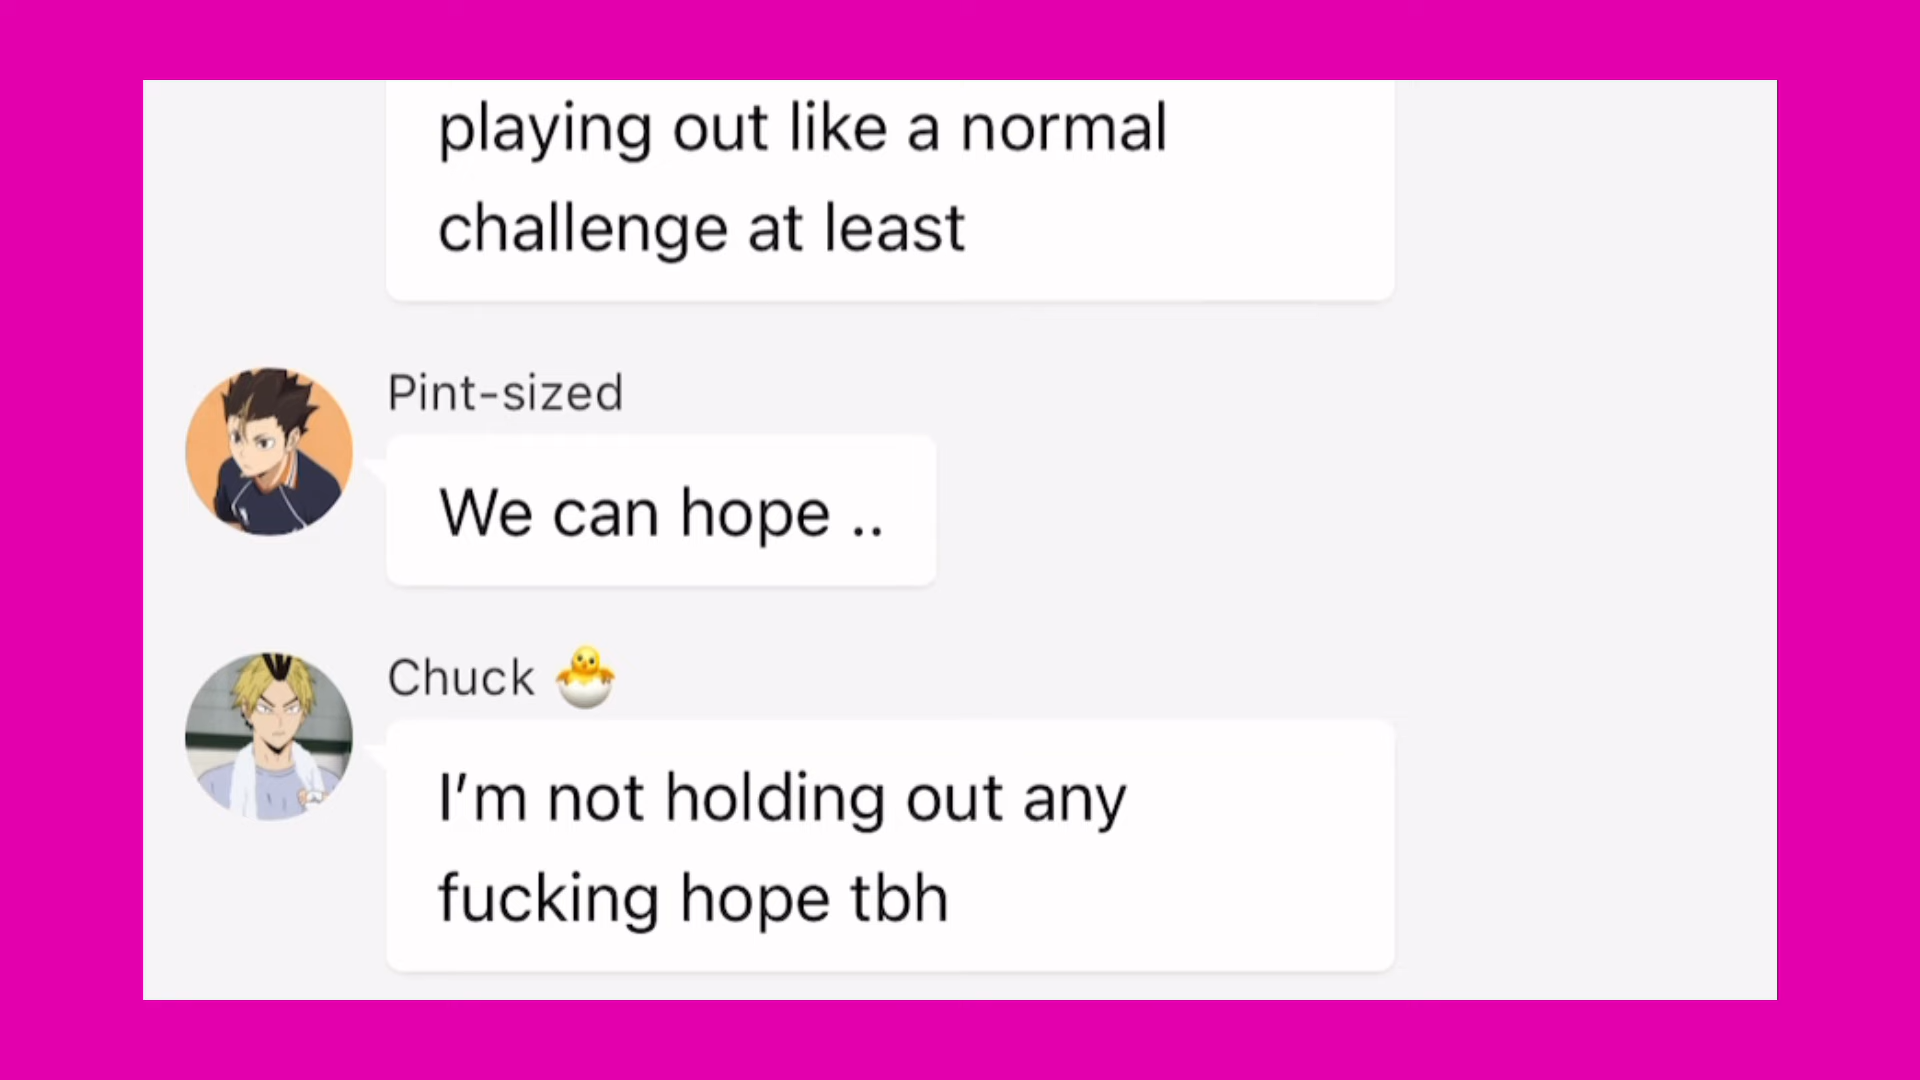 playing out like a normal
challenge at least
Pint-sized
We can hope ..
Chuck 🐣
I'm not holding out any
fucking hope tbh